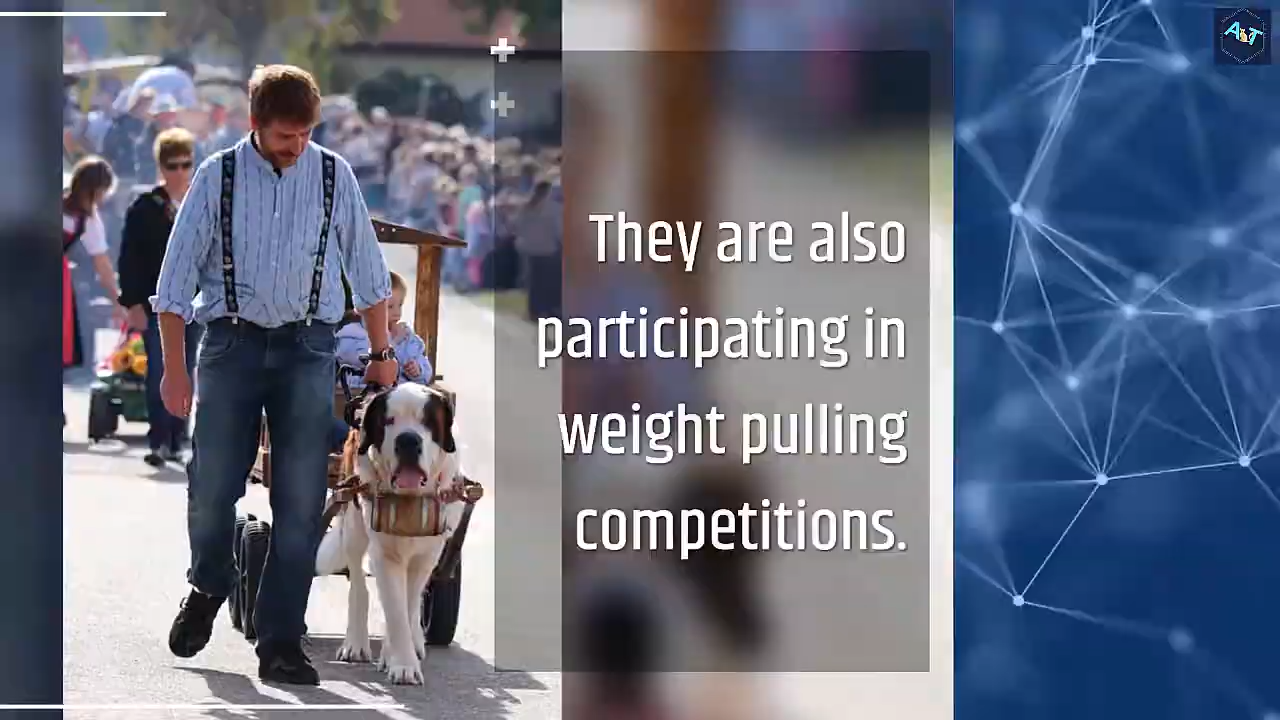 They are also
participating in
weight pulling
competitions.
A&T